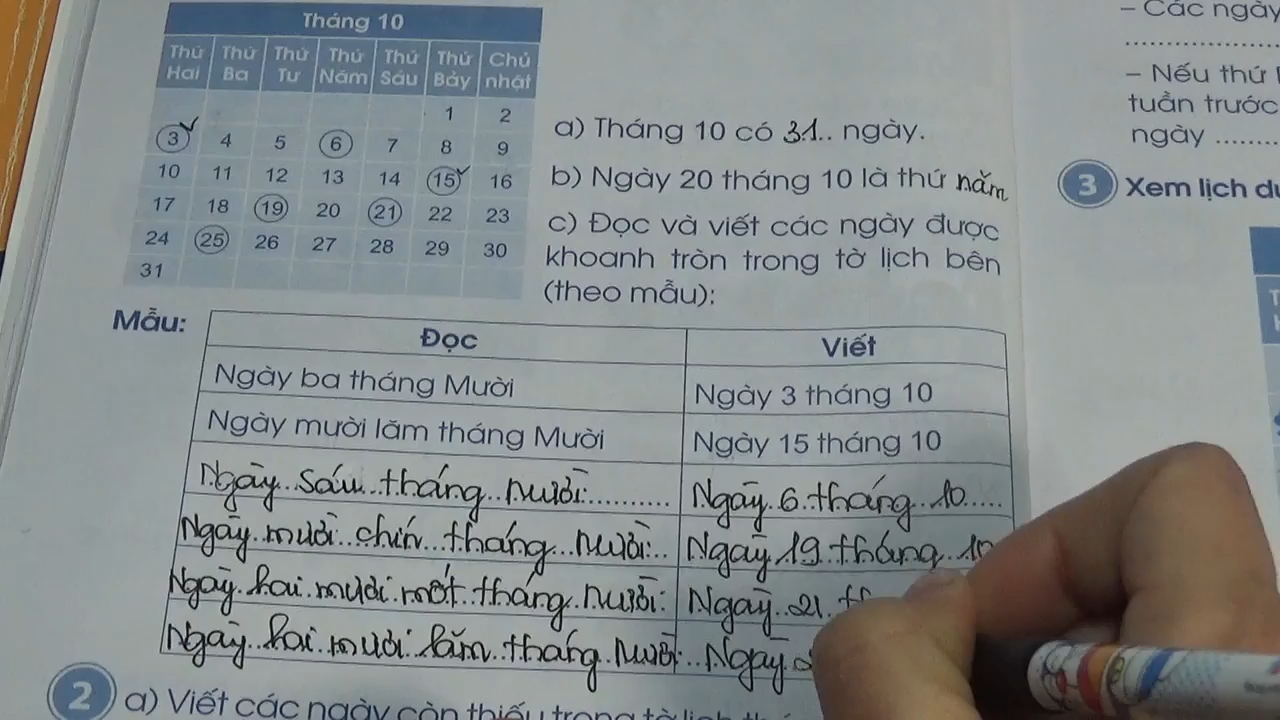 Tháng 10
Thứ Hai Thứ Ba Thứ Tư Thứ Năm Thứ Sáu Thứ Bảy Chủ nhật
1 2
3 4 5 6 7 8 9
10 11 12 13 14 15 16
17 18 19 20 21 22 23
24 25 26 27 28 29 30
31
a) Tháng 10 có 31.. ngày.
b) Ngày 20 tháng 10 là thứ năm
c) Đọc và viết các ngày được
khoanh tròn trong tờ lịch bên
(theo mẫu):
Mẫu:
Đọc Viết
Ngày ba tháng Mười Ngày 3 tháng 10
Ngày mười lăm tháng Mười Ngày 15 tháng 10
Ngày sáu tháng mười Ngày 6 tháng 10
Ngày mười chín tháng mười Ngày 19 tháng 10
Ngày hai mươi mốt tháng mười Ngày 21
Ngày hai mươi lăm tháng mười Ngày
2 a) Viết các ngày còn thiếu trong tờ lịch
– Các ngày
– Nếu thứ
tuần trước
ngày ........
3 Xem lịch